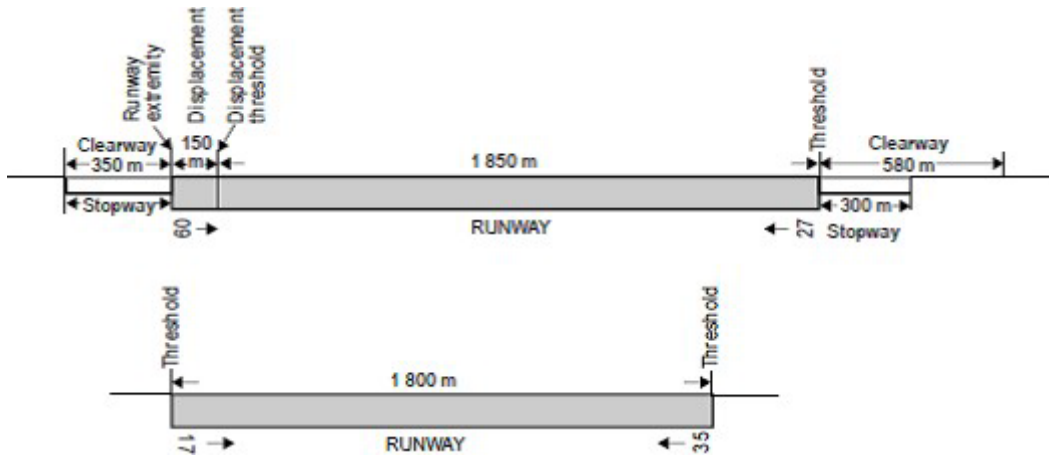 Runway
extremity
Displacement
Displacement
threshold
Threshold
Clearway
350 m
150
m
1 850 m
Clearway
580 m
Stopway
09
RUNWAY
27
300 m
Stopway
Threshold
Threshold
1 800 m
17
RUNWAY
35